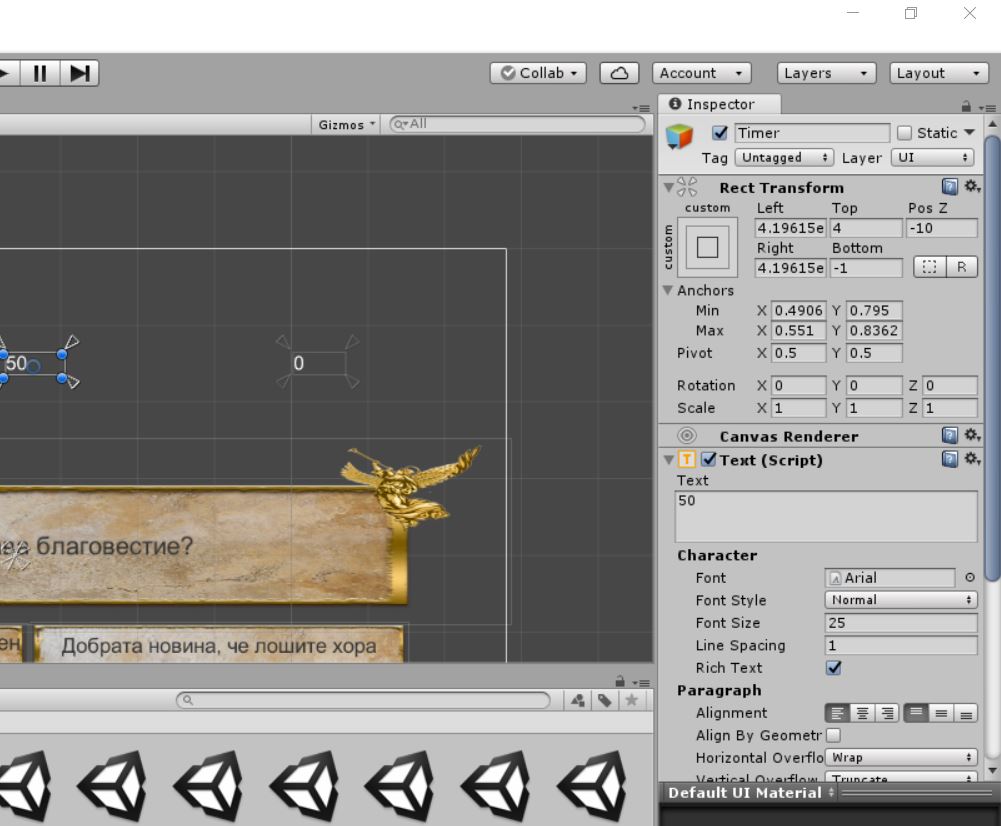 Collab
Account
Layers
Layout
Inspector
Gizmos
All
Timer
Static
Tag Untagged Layer UI
Rect Transform
custom
custom
Left Top Pos Z
4.19615e 4 -10
Right Bottom
4.19615e -1
R
Anchors
Min X 0.4906 Y 0.795
Max X 0.551 Y 0.8362
Pivot X 0.5 Y 0.5
Rotation X 0 Y 0 Z 0
Scale X 1 Y 1 Z 1
Canvas Renderer
Text (Script)
Text
50
Character
Font Arial
Font Style Normal
Font Size 25
Line Spacing 1
Rich Text
Paragraph
Alignment
Align By Geometr
Horizontal Overflo Wrap
Vertical Overflow Truncate
Default UI Material
50
0
благовестие?
ен
Добрата новина, че лошите хора